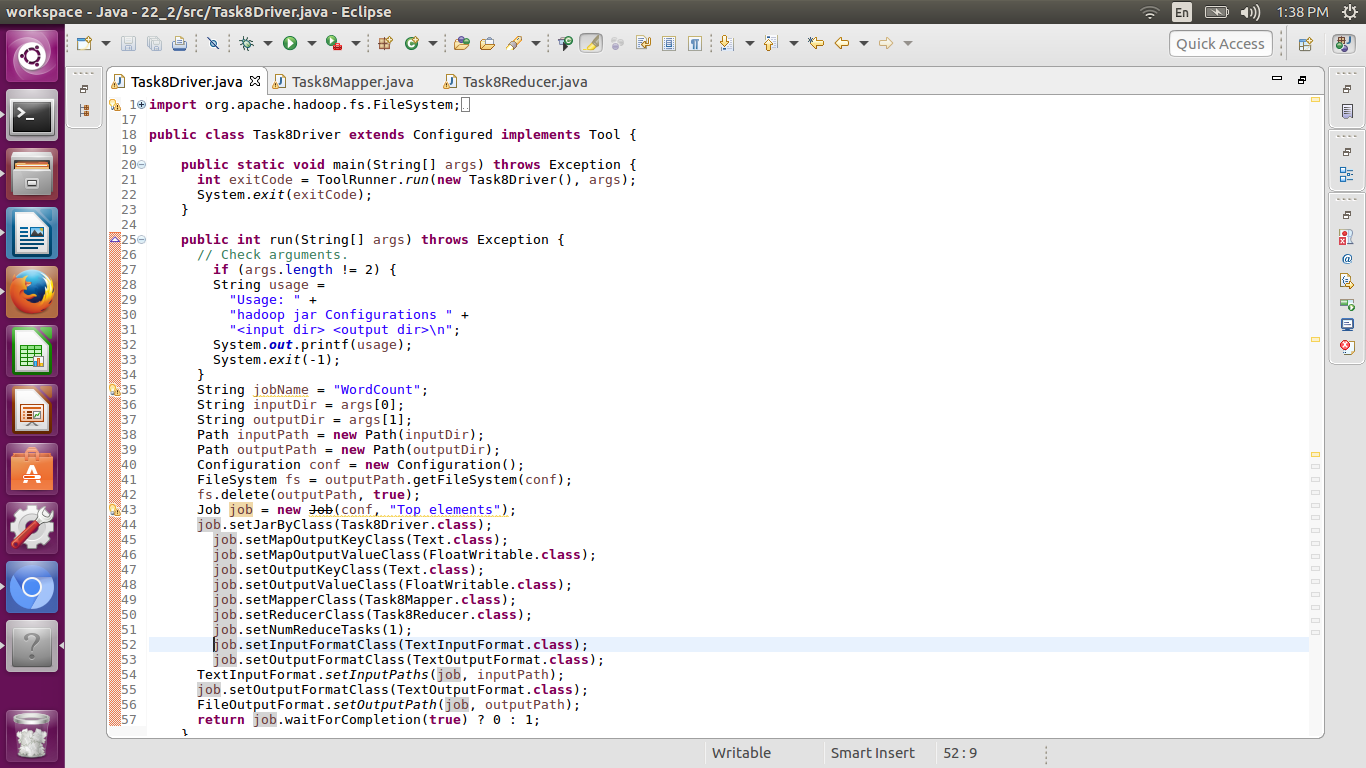 workspace - Java - 22_2/src/Task8Driver.java - Eclipse
En
1:38 PM
Quick Access
Task8Driver.java
Task8Mapper.java
Task8Reducer.java
1 import org.apache.hadoop.fs.FileSystem;
17
18 public class Task8Driver extends Configured implements Tool {
19
20 public static void main(String[] args) throws Exception {
21 int exitCode = ToolRunner.run(new Task8Driver(), args);
22 System.exit(exitCode);
23 }
24
25 public int run(String[] args) throws Exception {
26 // Check arguments.
27 if (args.length != 2) {
28 String usage =
29 "Usage: " +
30 "hadoop jar Configurations " +
31 "<input dir> <output dir>\n";
32 System.out.printf(usage);
33 System.exit(-1);
34 }
35 String jobName = "WordCount";
36 String inputDir = args[0];
37 String outputDir = args[1];
38 Path inputPath = new Path(inputDir);
39 Path outputPath = new Path(outputDir);
40 Configuration conf = new Configuration();
41 FileSystem fs = outputPath.getFileSystem(conf);
42 fs.delete(outputPath, true);
43 Job job = new Job(conf, "Top elements");
44 job.setJarByClass(Task8Driver.class);
45 job.setMapOutputKeyClass(Text.class);
46 job.setMapOutputValueClass(FloatWritable.class);
47 job.setOutputKeyClass(Text.class);
48 job.setOutputValueClass(FloatWritable.class);
49 job.setMapperClass(Task8Mapper.class);
50 job.setReducerClass(Task8Reducer.class);
51 job.setNumReduceTasks(1);
52 job.setInputFormatClass(TextInputFormat.class);
53 job.setOutputFormatClass(TextOutputFormat.class);
54 TextInputFormat.setInputPaths(job, inputPath);
55 job.setOutputFormatClass(TextOutputFormat.class);
56 FileOutputFormat.setOutputPath(job, outputPath);
57 return job.waitForCompletion(true) ? 0 : 1;
}
Writable
Smart Insert
52 : 9